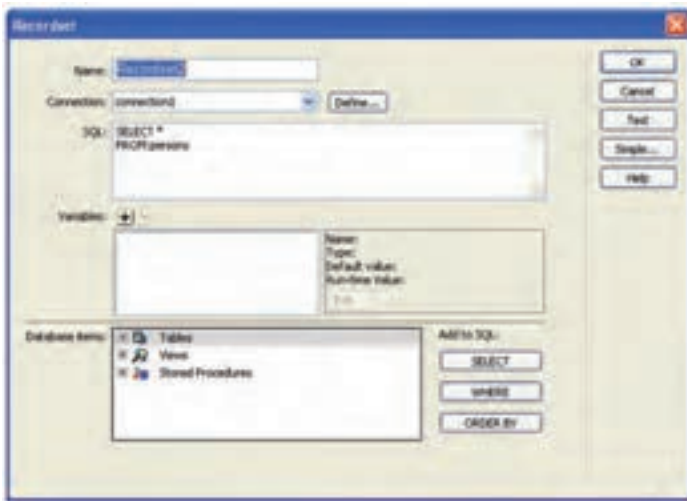 Recordset
Name:
Connection: connection1 Define...
SQL: SELECT *
FROM persons
Variables:
Name:
Type:
Default value:
Run-time Value:
Edit
Database items: Tables
Views
Stored Procedures
Add to SQL:
SELECT
WHERE
ORDER BY
OK
Cancel
Test
Simple...
Help